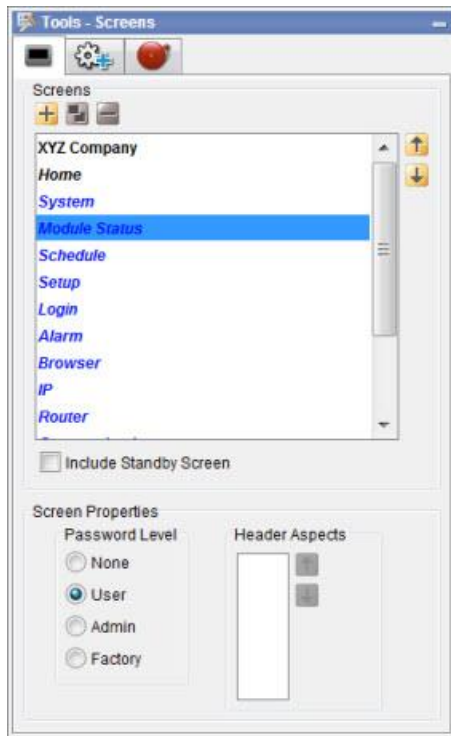 Tools - Screens
Screens
XYZ Company
Home
System
Module Status
Schedule
Setup
Login
Alarm
Browser
IP
Router
Include Standby Screen
Screen Properties
Password Level
Header Aspects
None
User
Admin
Factory